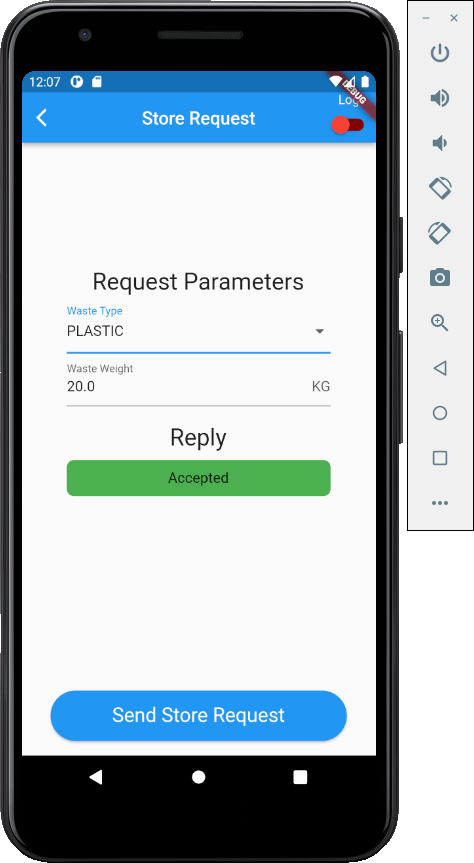 12:07
DEBUG
Log
Store Request
Request Parameters
Waste Type
PLASTIC
Waste Weight
20.0 KG
Reply
Accepted
Send Store Request